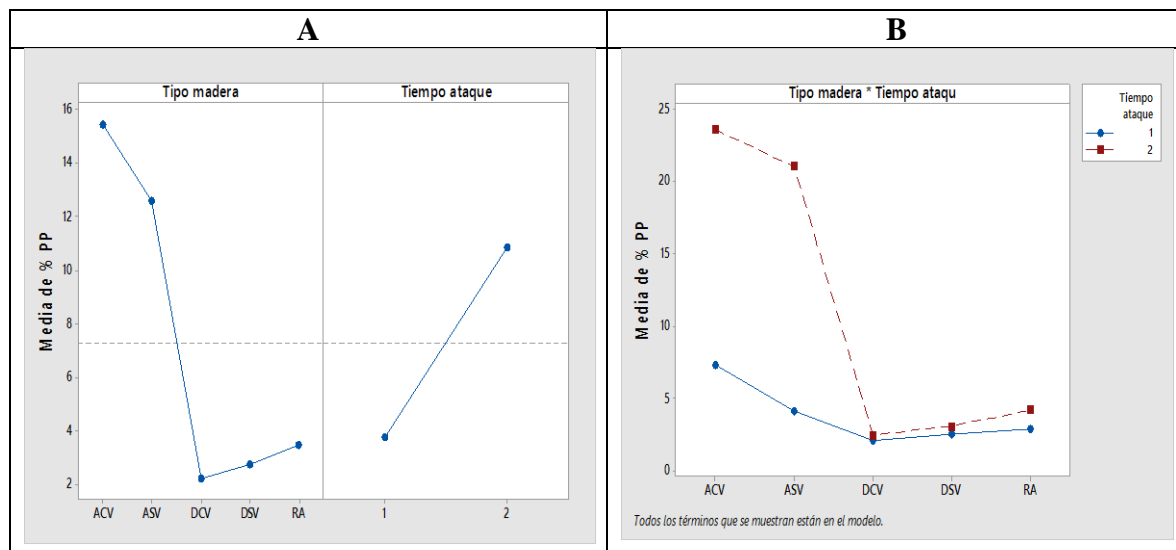 A
B
Tipo madera
Tiempo ataque
Media de % PP
16
14
12
10
8
6
4
2
ACV
ASV
DCV
DSV
RA
1
2
Tipo madera * Tiempo ataqu
Media de % PP
25
20
15
10
5
0
ACV
ASV
DCV
DSV
RA
Tiempo
ataque
1
2
Todos los términos que se muestran están en el modelo.